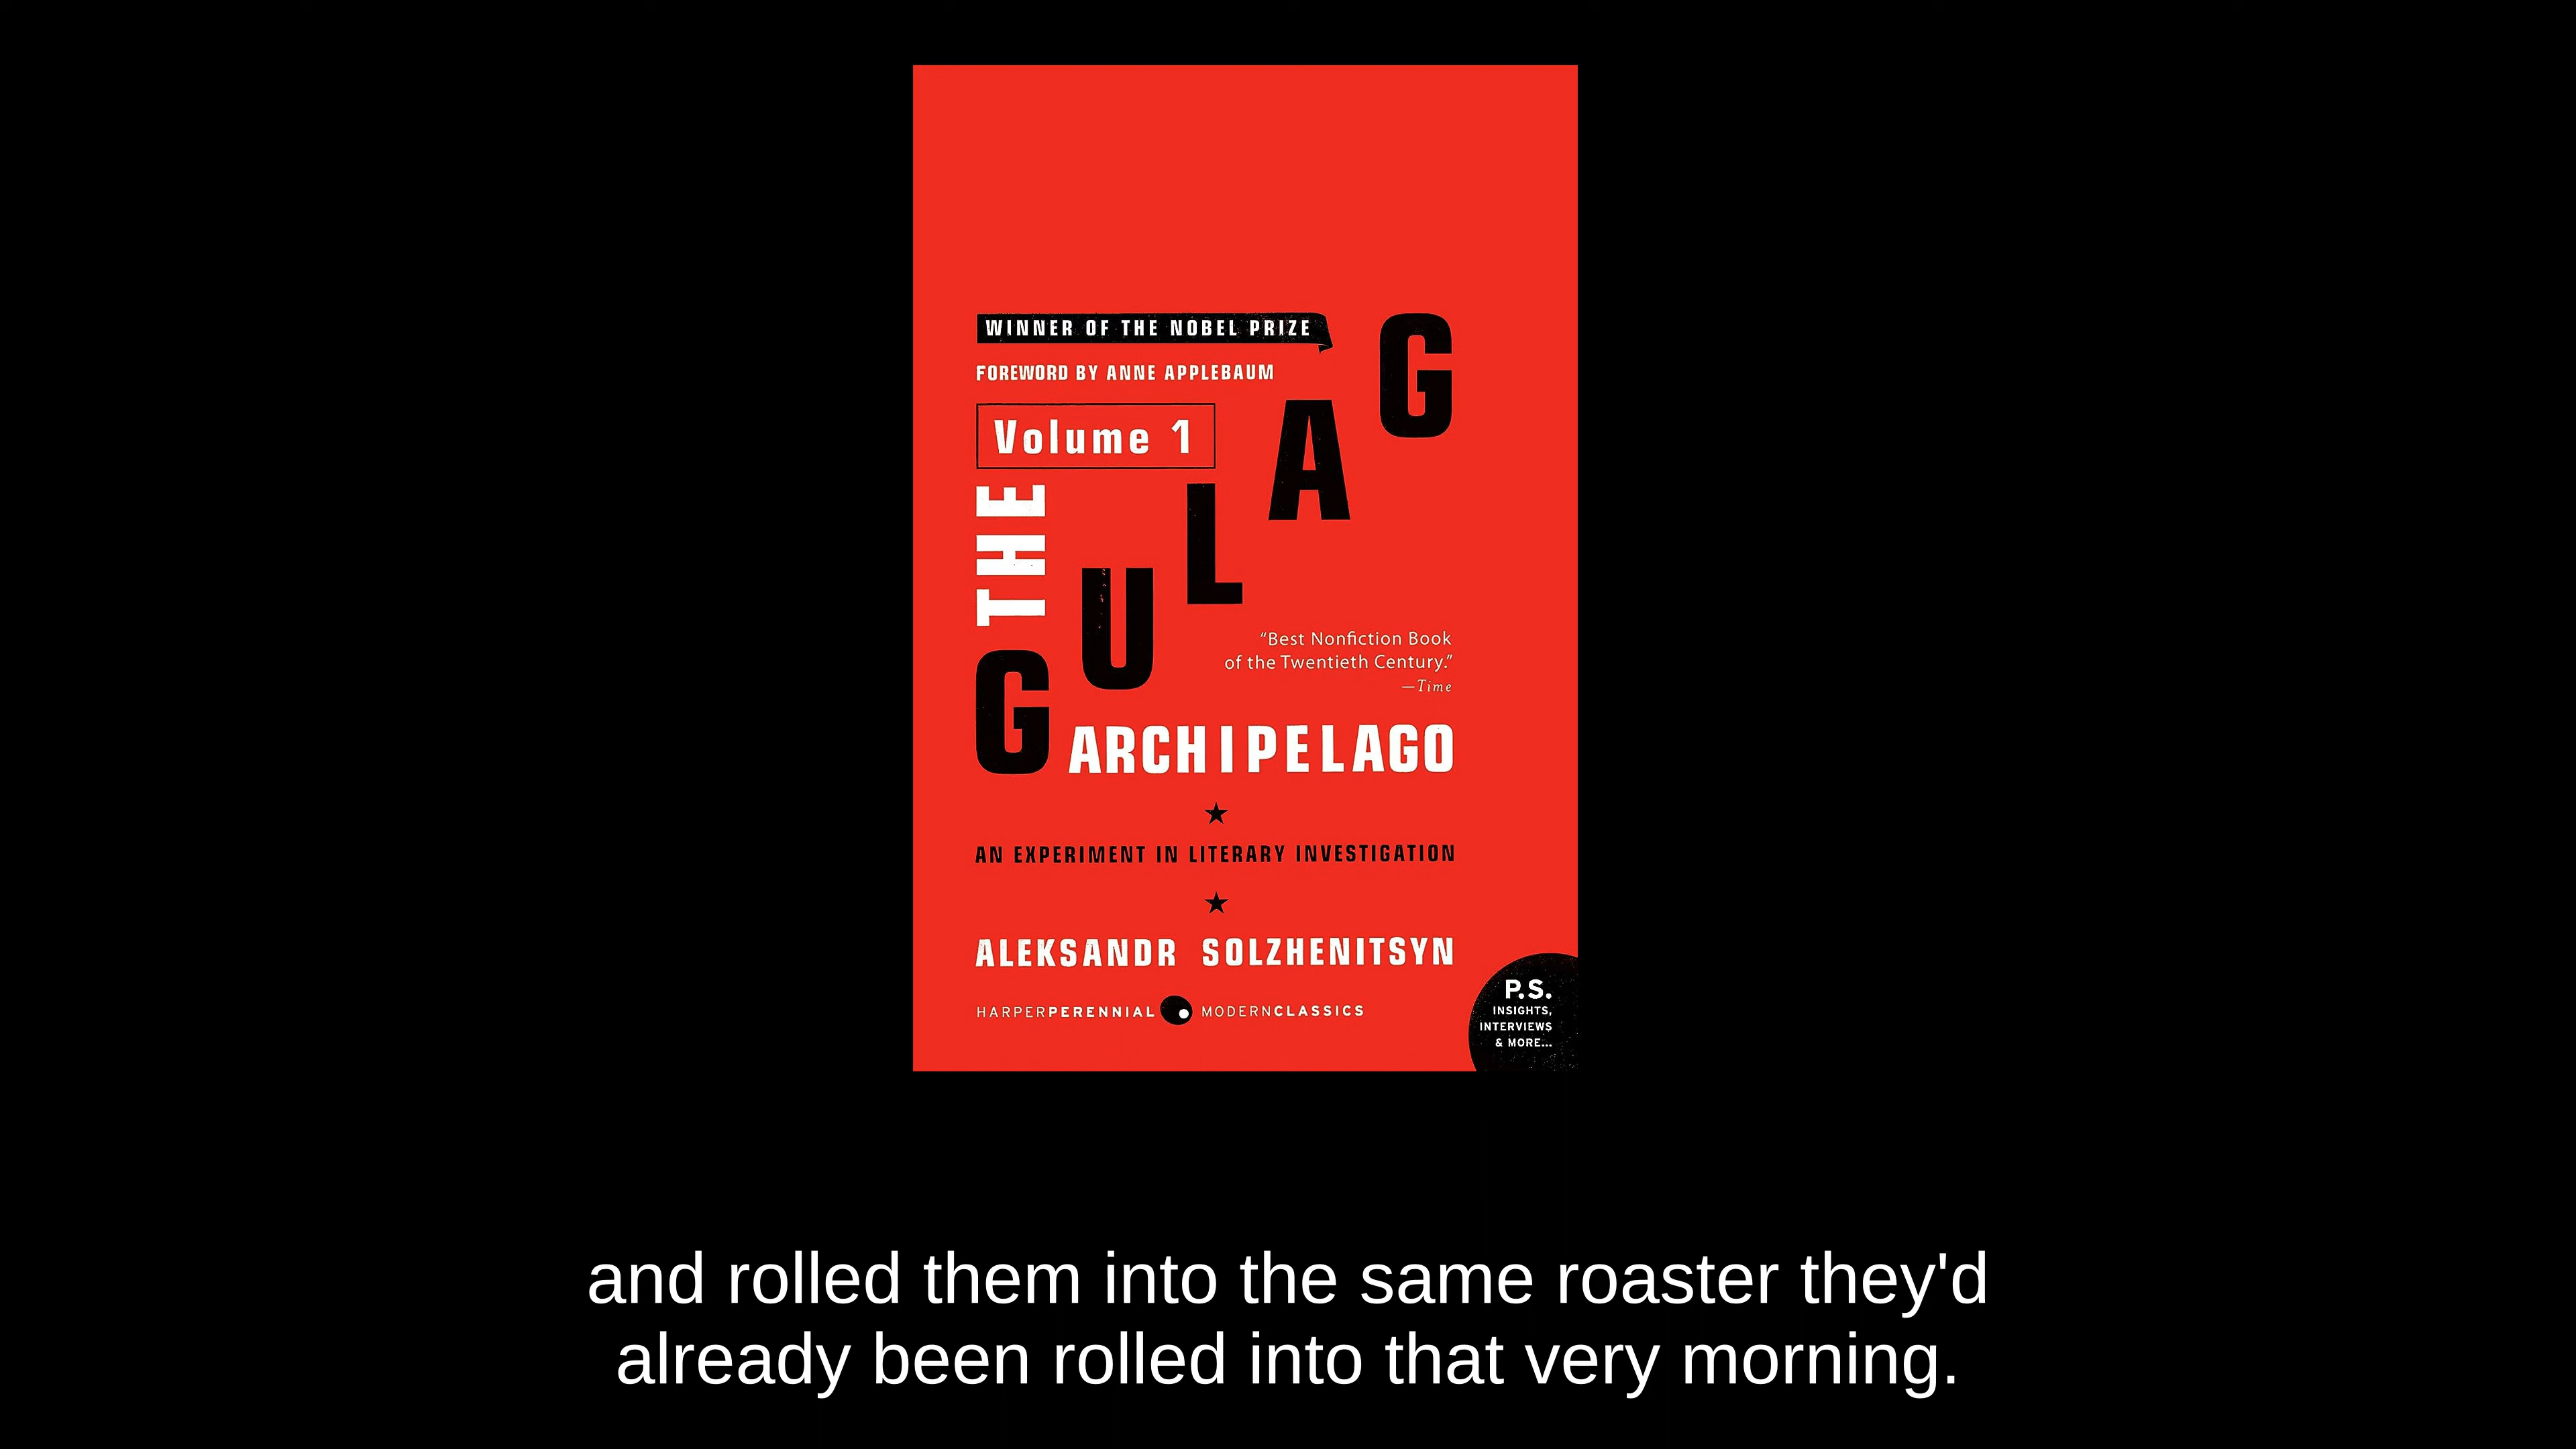 WINNER OF THE NOBEL PRIZE
FOREWORD BY ANNE APPLEBAUM
Volume 1
THE
GULAG
"Best Nonfiction Book
of the Twentieth Century."
—Time
ARCHIPELAGO
AN EXPERIMENT IN LITERARY INVESTIGATION
ALEKSANDR SOLZHENITSYN
HARPERPERENNIAL MODERNCLASSICS
P.S.
INSIGHTS,
INTERVIEWS
& MORE...
and rolled them into the same roaster they'd
already been rolled into that very morning.